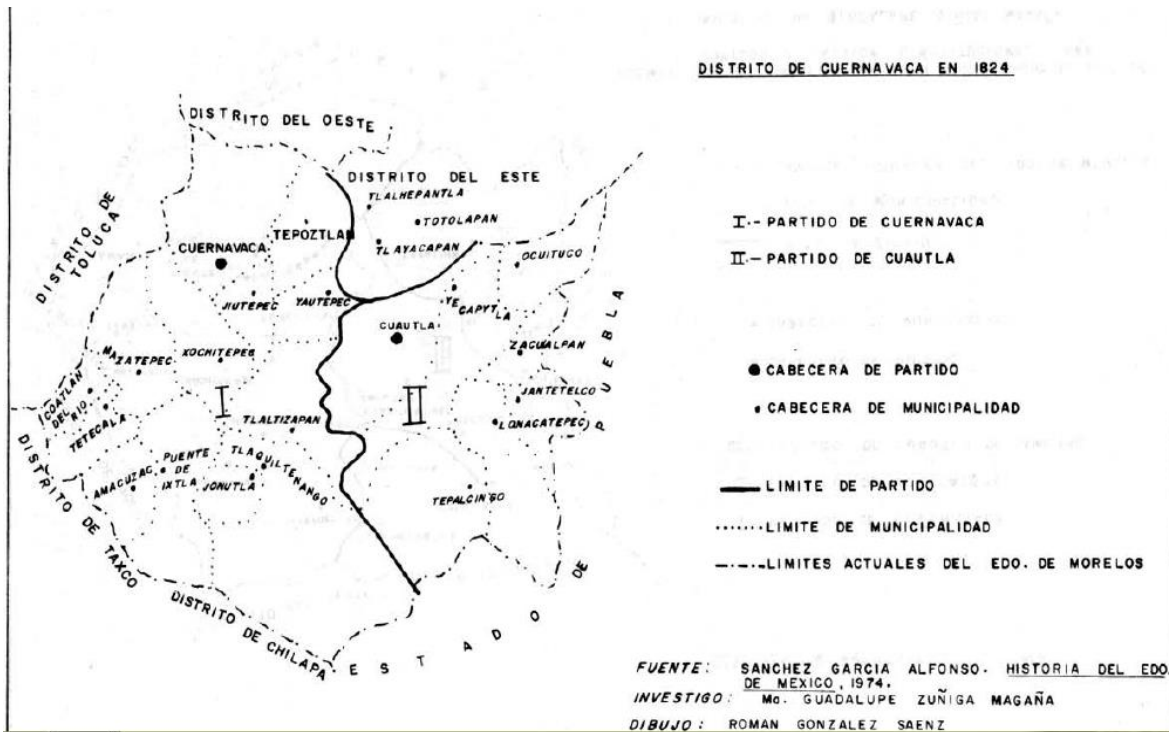 DISTRITO DE CUERNAVACA EN 1824
DISTRITO DEL OESTE
DISTRITO DEL ESTE
DISTRITO DE
TOLUCA
TLALHEPANTLA
TOTOLAPAN
TEPOZTLAN
TLAYACAPAN
CUERNAVACA
OCUITUCO
JIUTEPEC
YAUTEPEC
YECAPYTLA
CUAUTLA
ZACUALPAN
XOCHITEPEC
MAZATEPEC
JANTETELCO
COATLAN
DEL RIO
TETECALA
I
II
TLALTIZAPAN
TLAQUILTENANGO
PUENTE
DE
IXTLA
AMACUZAC
JONUTLA
TEPALCINGO
DISTRITO DE TAXCO
DISTRITO DE CHILAPA
ESTADO DE PUEBLA
I.- PARTIDO DE CUERNAVACA
II.- PARTIDO DE CUAUTLA
CABECERA DE PARTIDO
CABECERA DE MUNICIPALIDAD
LIMITE DE PARTIDO
LIMITE DE MUNICIPALIDAD
LIMITES ACTUALES DEL EDO. DE MORELOS
FUENTE: SANCHEZ GARCIA ALFONSO. HISTORIA DEL EDO.
DE MEXICO, 1974.
INVESTIGO: Ma. GUADALUPE ZUÑIGA MAGAÑA
DIBUJO: ROMAN GONZALEZ SAENZ